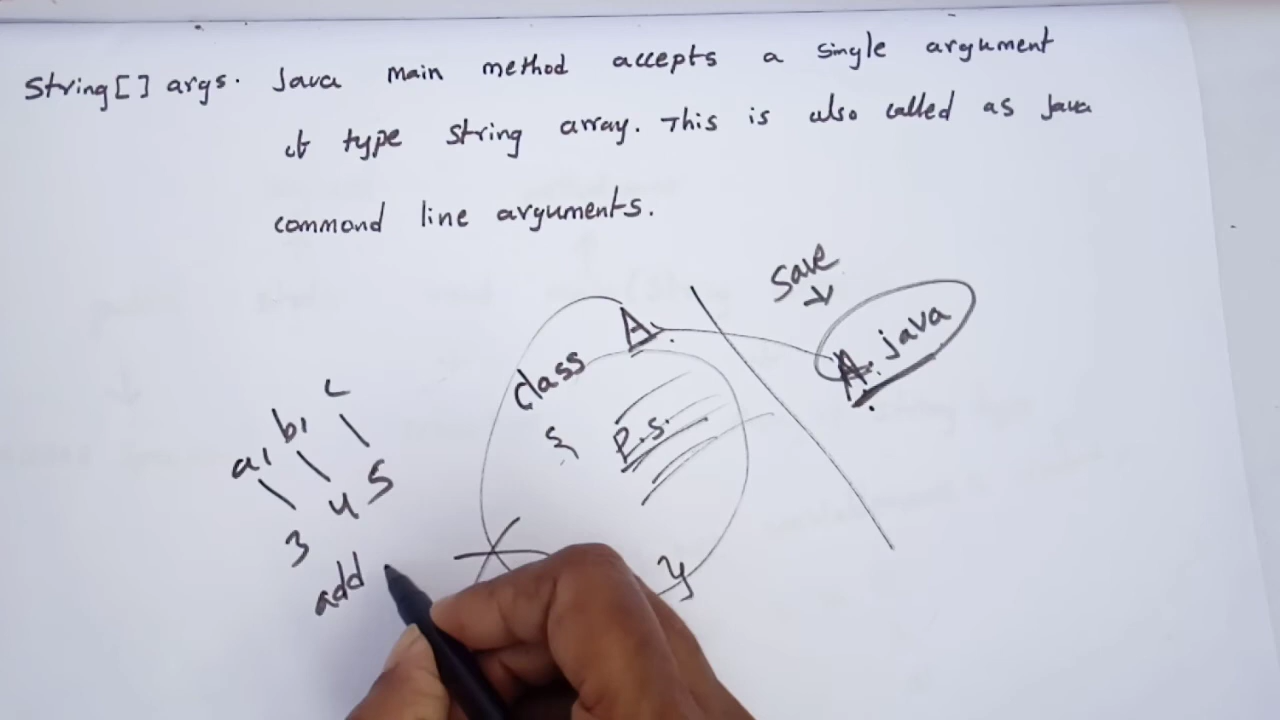 String[] args. Java main method accepts a single argument
of type string array. This is also called as java
commond line arguments.
save
A. java
class A.
{ P.s.
}
a, b, c
3 4 5
add